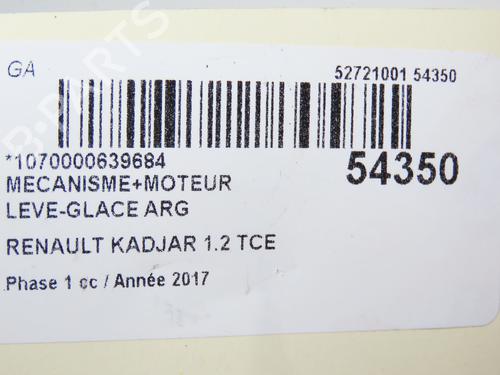 GA
52721001 54350
*1070000639684
54350
MECANISME+MOTEUR
LEVE-GLACE ARG
RENAULT KADJAR 1.2 TCE
Phase 1 cc / Année 2017
B-PARTS